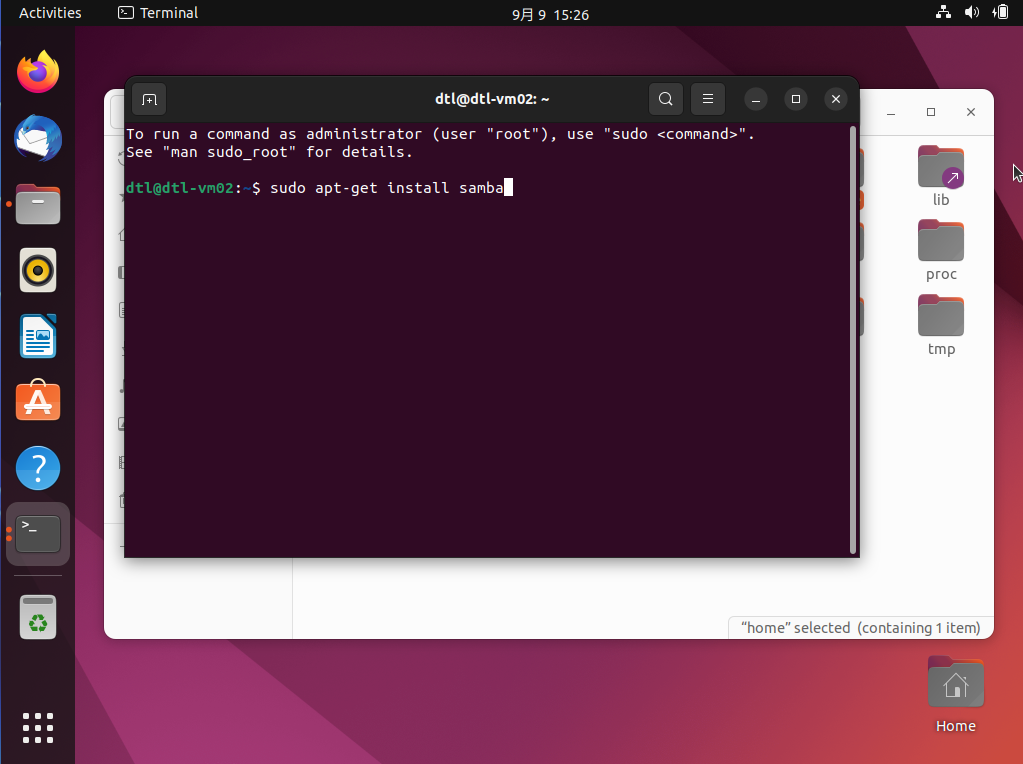 Activities
Terminal
9月 9 15:26
dtl@dtl-vm02: ~
To run a command as administrator (user "root"), use "sudo <command>".
See "man sudo_root" for details.
dtl@dtl-vm02:~$ sudo apt-get install samba
lib
proc
tmp
“home” selected (containing 1 item)
Home